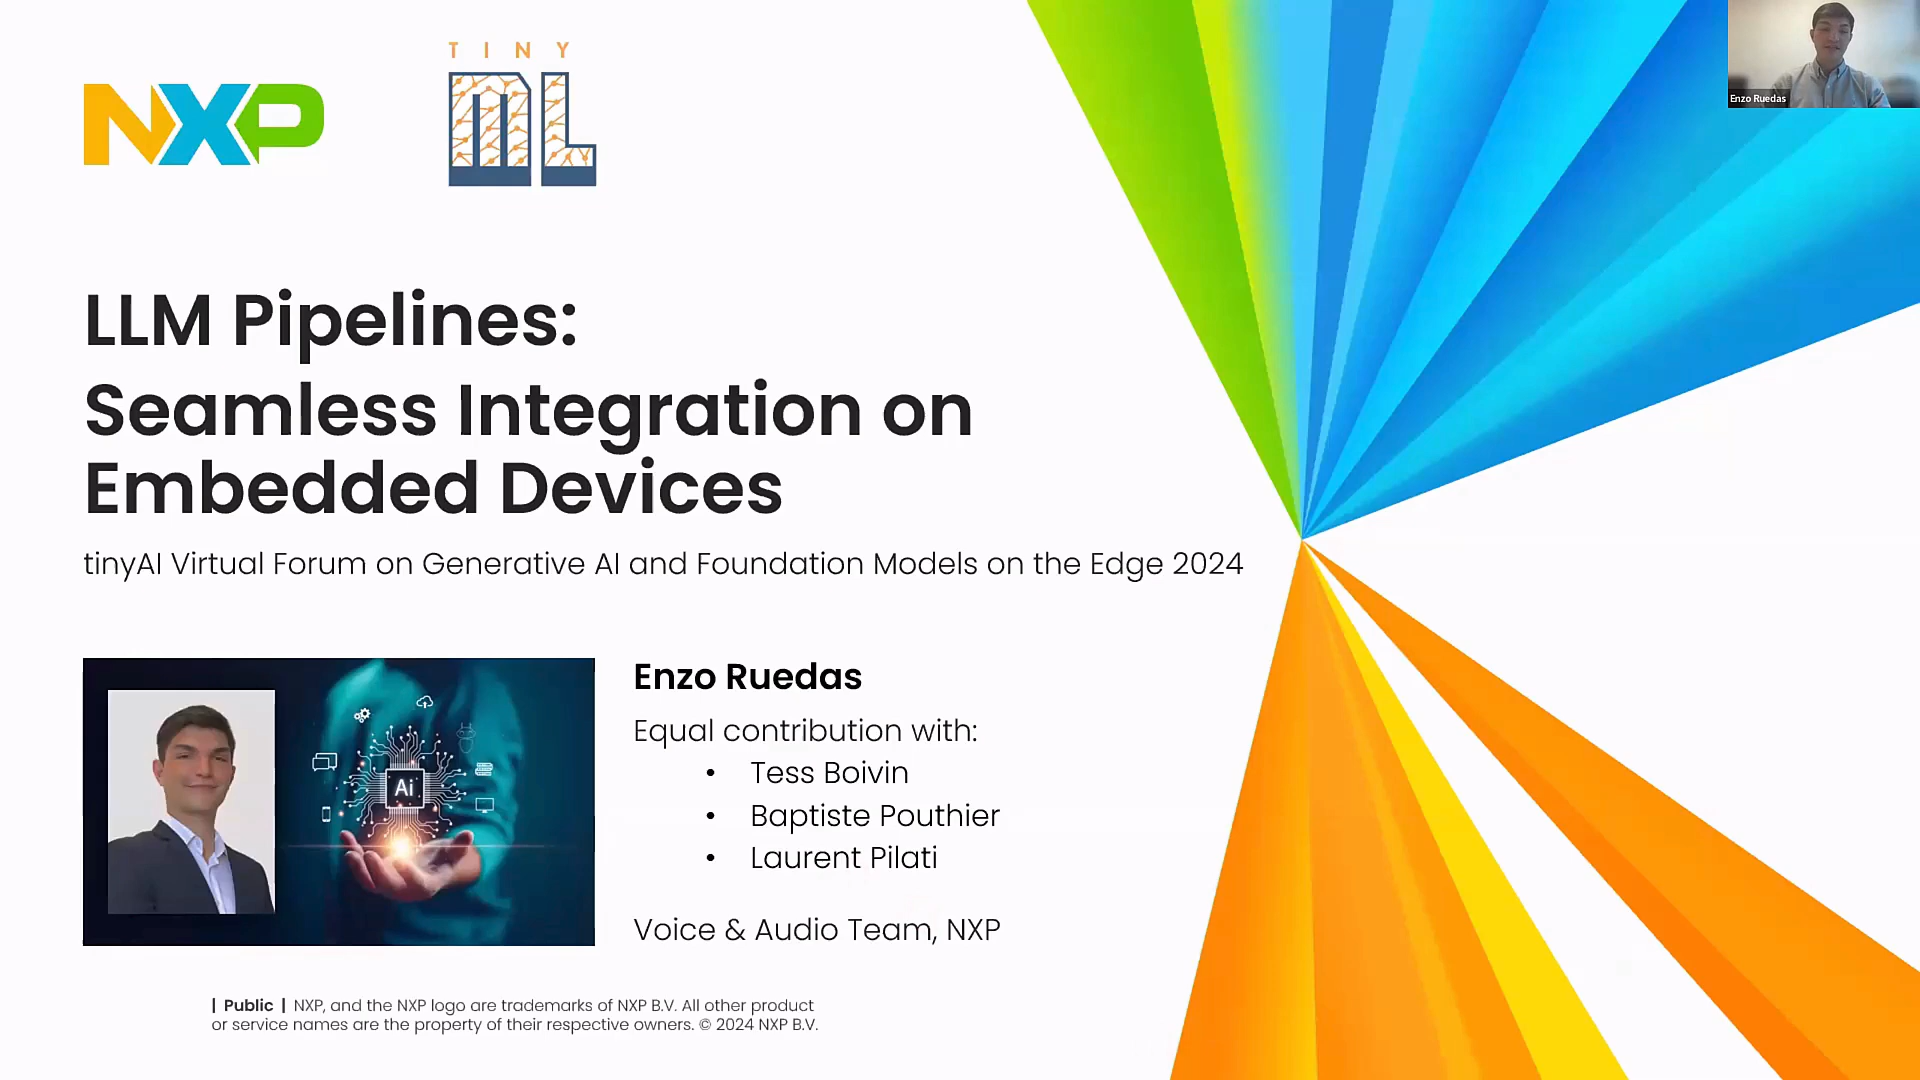 NXP
TINY
ML
Enzo Ruedas
LLM Pipelines:
Seamless Integration on
Embedded Devices
tinyAI Virtual Forum on Generative AI and Foundation Models on the Edge 2024
Ai
Enzo Ruedas
Equal contribution with:
• Tess Boivin
• Baptiste Pouthier
• Laurent Pilati
Voice & Audio Team, NXP
| Public | NXP, and the NXP logo are trademarks of NXP B.V. All other product
or service names are the property of their respective owners. © 2024 NXP B.V.